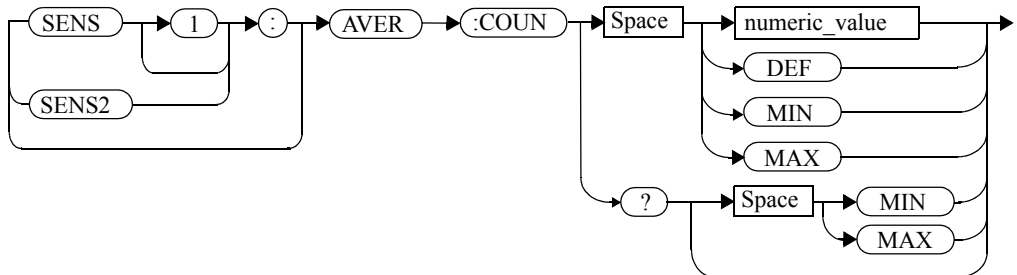 SENS 1 : AVER :COUN Space numeric_value
DEF
SENS2 MIN
MAX
? Space MIN
MAX